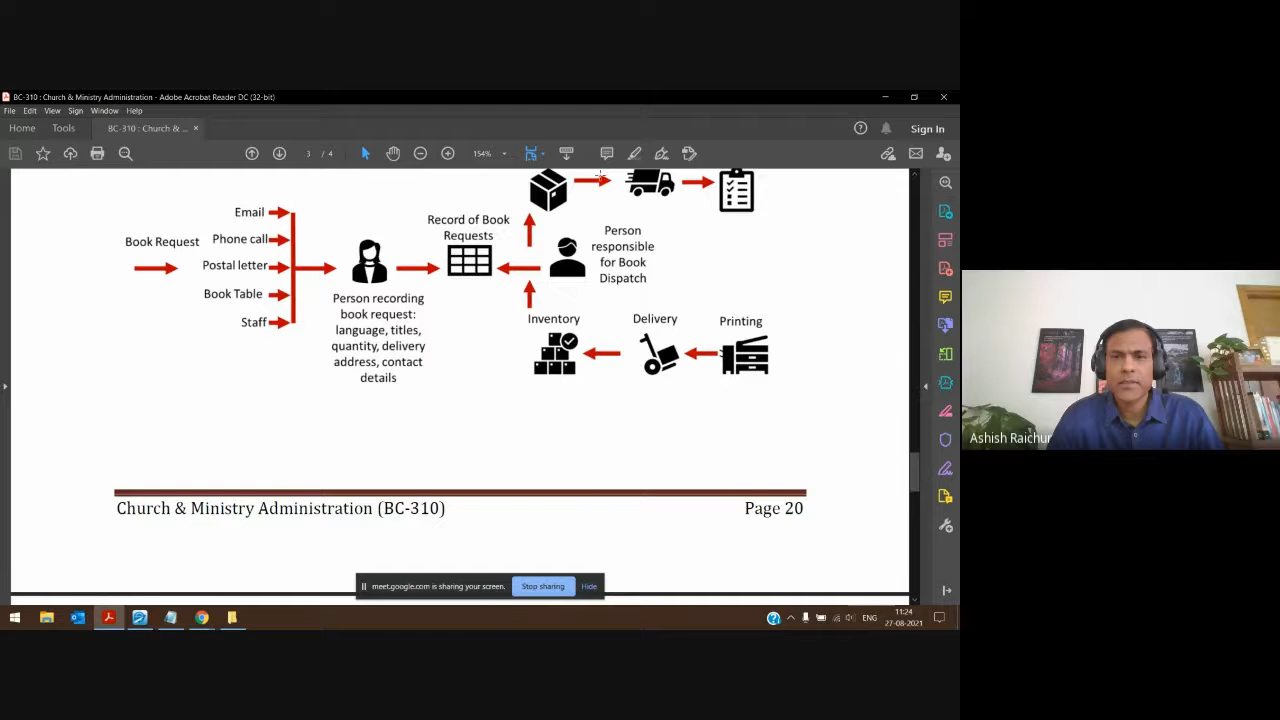 BC-310 : Church & Ministry Administration - Adobe Acrobat Reader DC (32-bit)
File Edit View Sign Window Help
Home Tools BC-310 : Church & ... × Sign In
3 / 4 154%
Email
Phone call
Book Request
Postal letter
Book Table
Staff
Record of Book
Requests
Person
responsible
for Book
Dispatch
Person recording
book request:
language, titles,
quantity, delivery
address, contact
details
Inventory
Delivery
Printing
Church & Ministry Administration (BC-310) Page 20
meet.google.com is sharing your screen. Stop sharing Hide
ENG
11:24
27-08-2021
Ashish Raichur